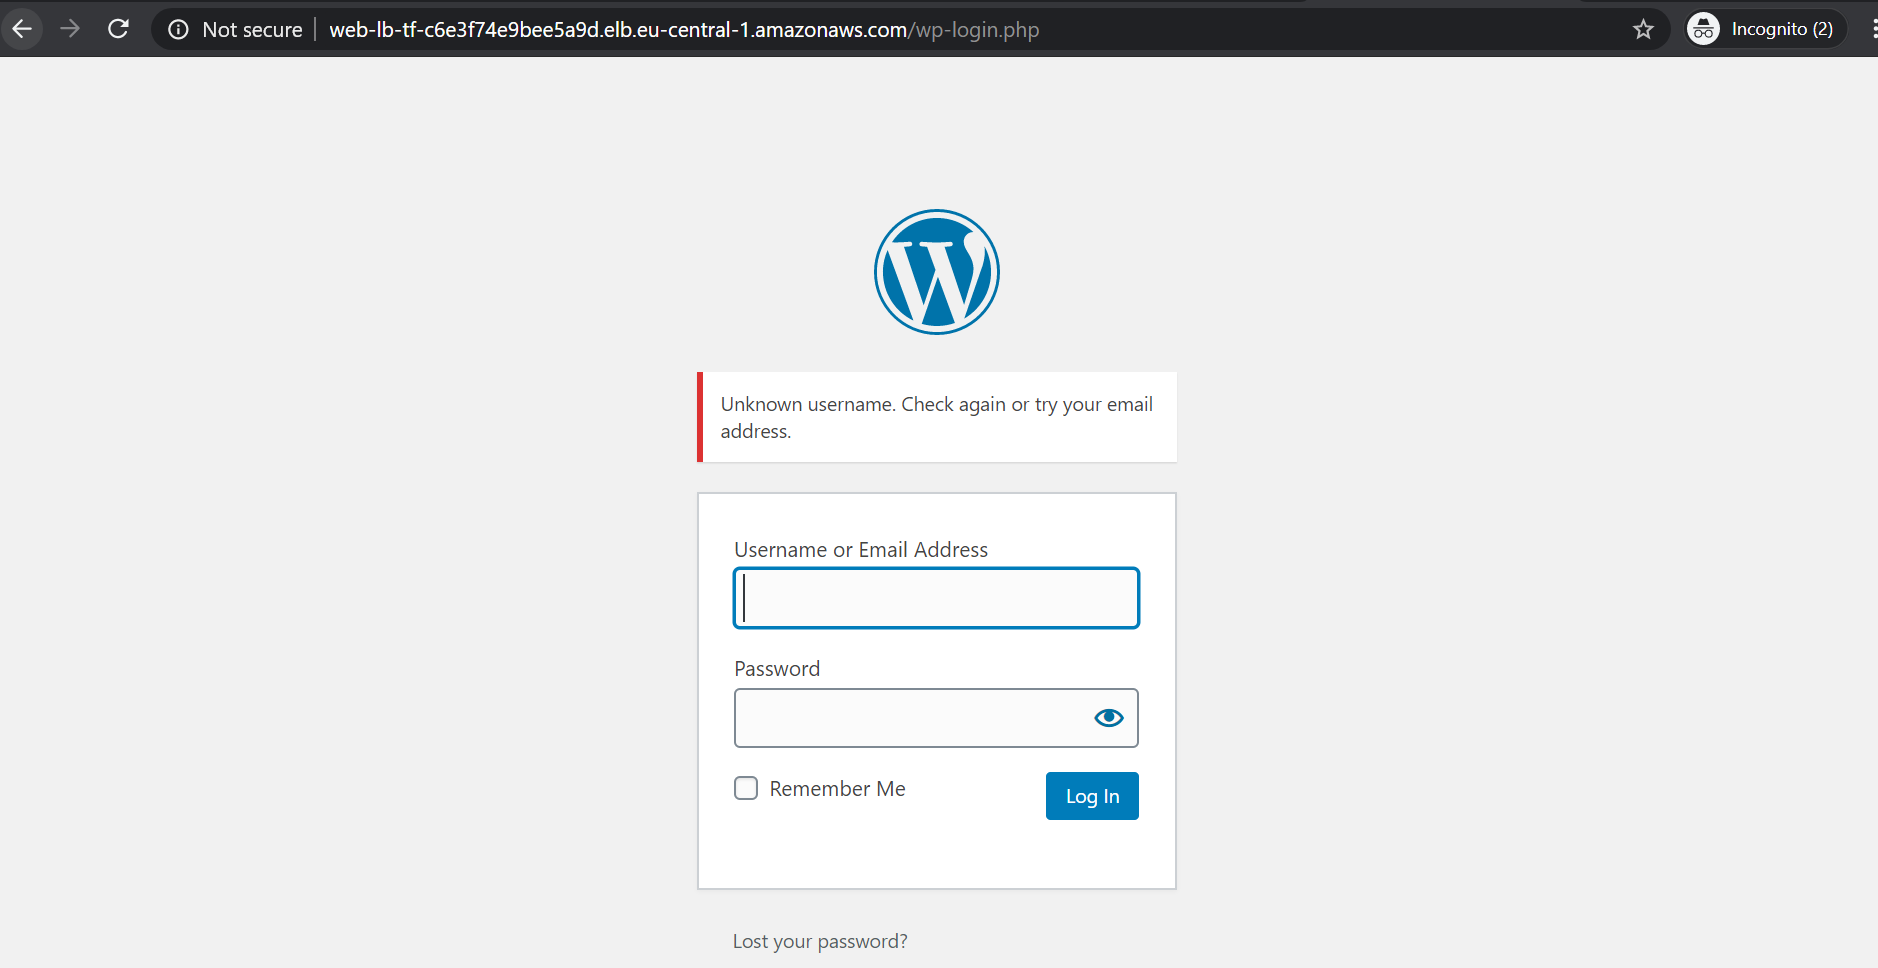 Not secure web-lb-tf-c6e3f74e9bee5a9d.elb.eu-central-1.amazonaws.com/wp-login.php Incognito (2)
Unknown username. Check again or try your email
address.
Username or Email Address
Password
Remember Me Log In
Lost your password?